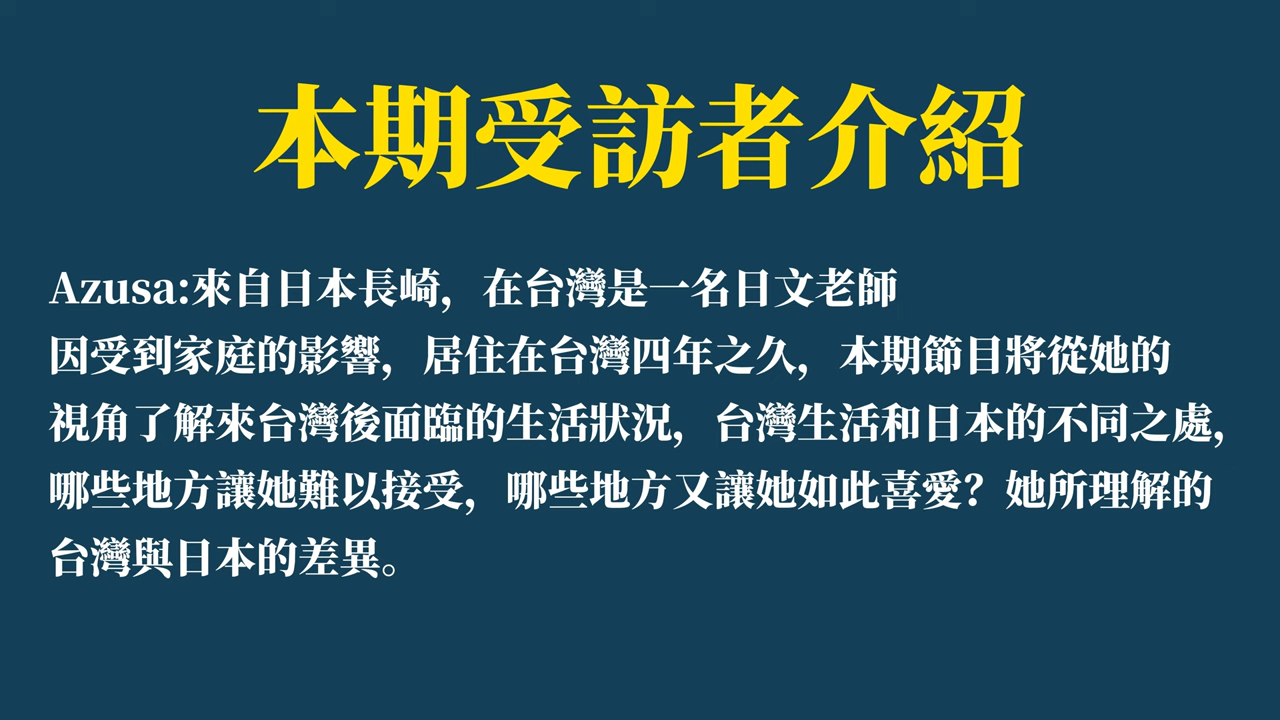 本期受訪者介紹
Azusa:來自日本長崎，在台灣是一名日文老師
因受到家庭的影響，居住在台灣四年之久，本期節目將從她的
視角了解來台灣後面臨的生活狀況，台灣生活和日本的不同之處，
哪些地方讓她難以接受，哪些地方又讓她如此喜愛？她所理解的
台灣與日本的差異。